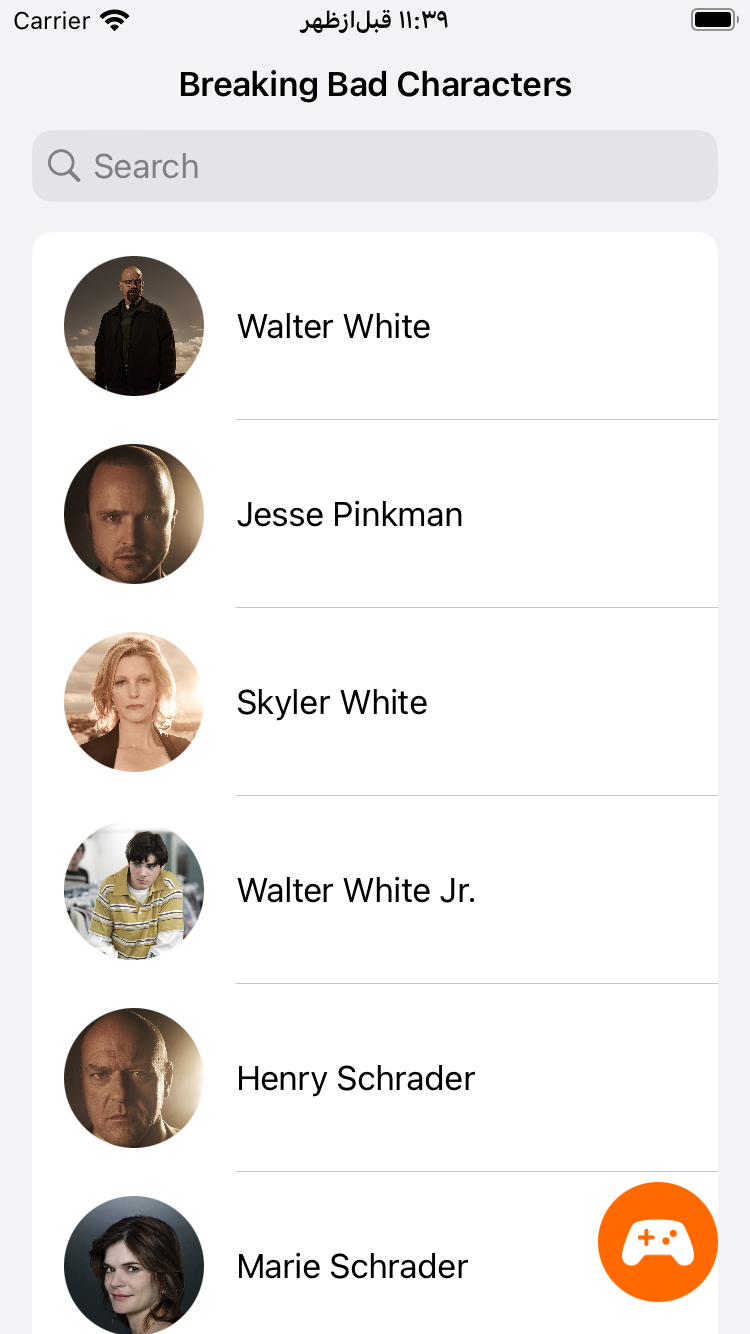 Carrier ۱۱:۳۹ قبل‌ازظهر
Breaking Bad Characters
Search
Walter White
Jesse Pinkman
Skyler White
Walter White Jr.
Henry Schrader
Marie Schrader